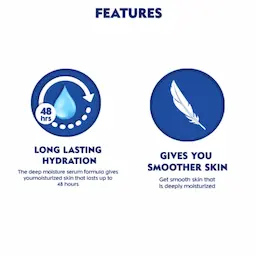 FEATURES
48
hrs
LONG LASTING
HYDRATION
The deep moisture serum formula gives
youmoisturized skin that lasts up to
48 hours
GIVES YOU
SMOOTHER SKIN
Get smooth skin that
is deeply moisturized